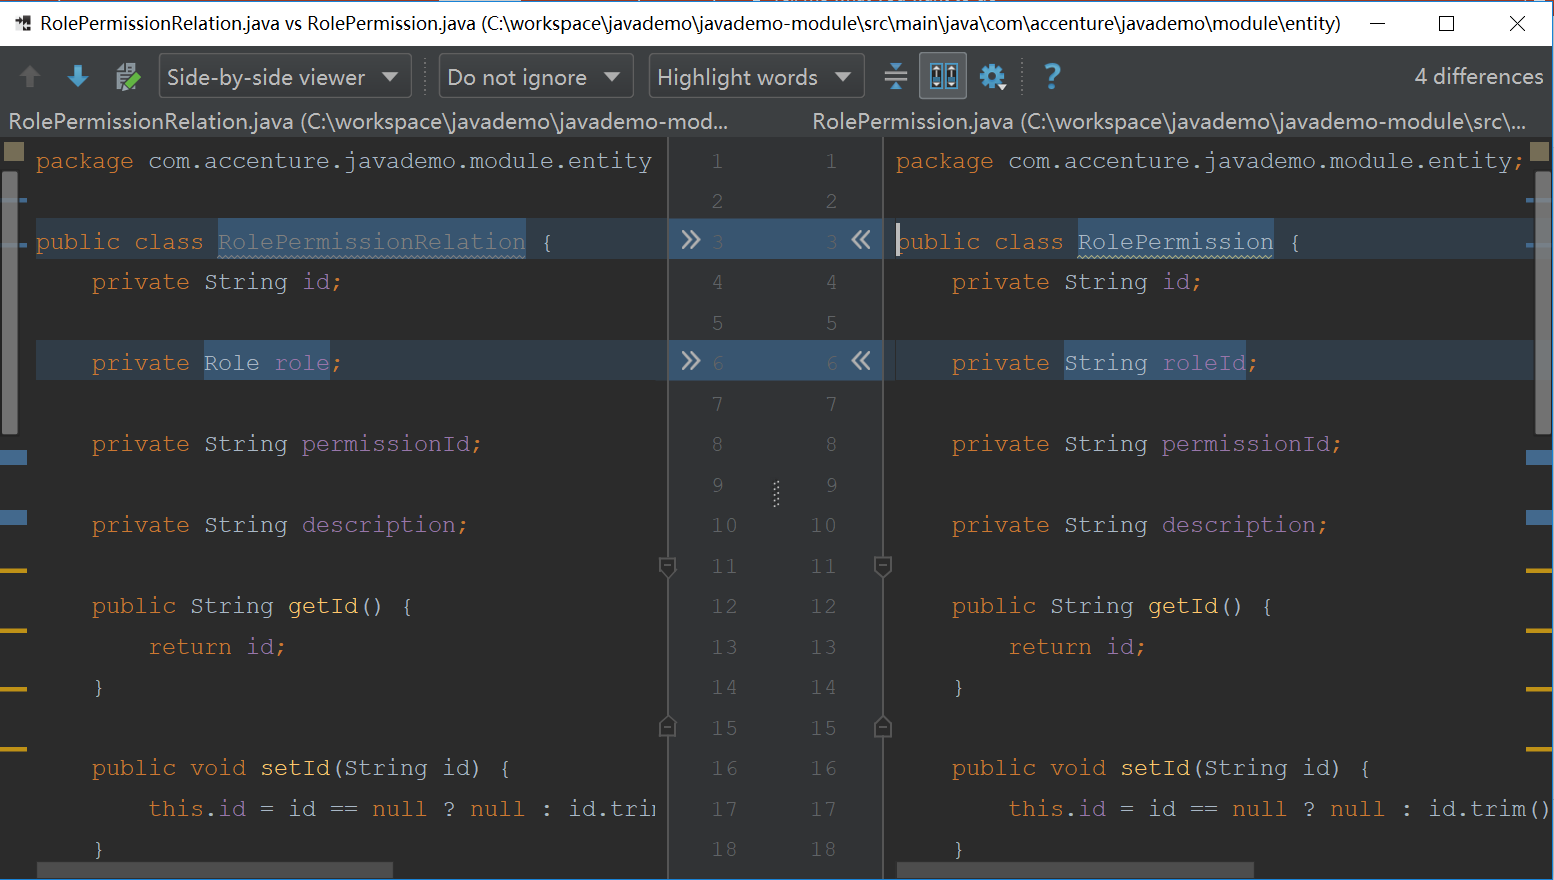 RolePermissionRelation.java vs RolePermission.java (C:\workspace\javademo\javademo-module\src\main\java\com\accenture\javademo\module\entity)
Side-by-side viewer Do not ignore Highlight words ? 4 differences
RolePermissionRelation.java (C:\workspace\javademo\javademo-mod... RolePermission.java (C:\workspace\javademo\javademo-module\src\...
package com.accenture.javademo.module.entity 1 1 package com.accenture.javademo.module.entity;
2 2
public class RolePermissionRelation { 3 3 public class RolePermission {
private String id; 4 4 private String id;
5 5
private Role role; 6 6 private String roleId;
7 7
private String permissionId; 8 8 private String permissionId;
9 9
private String description; 10 10 private String description;
11 11
public String getId() { 12 12 public String getId() {
return id; 13 13 return id;
} 14 14 }
15 15
public void setId(String id) { 16 16 public void setId(String id) {
this.id = id == null ? null : id.tri 17 17 this.id = id == null ? null : id.trim()
} 18 18 }